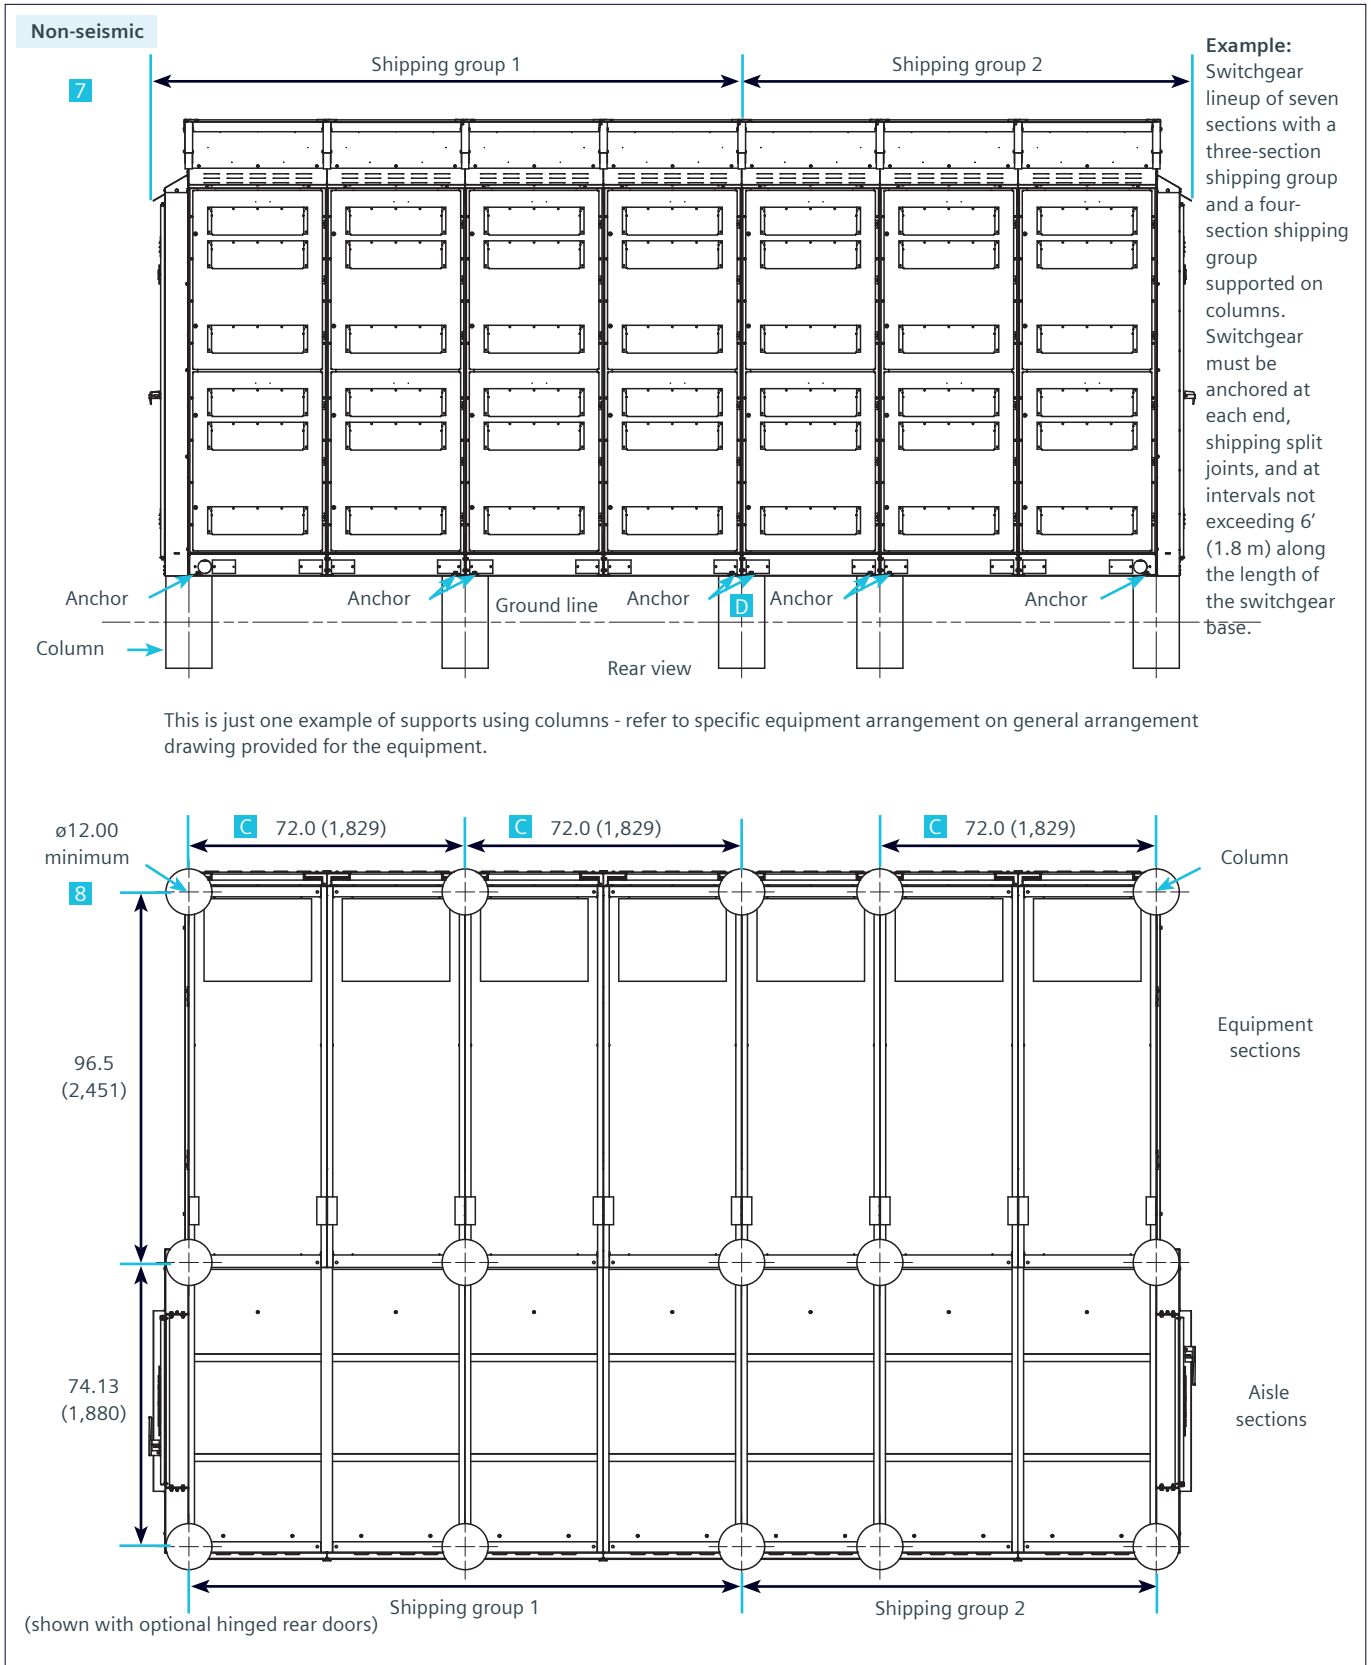 Non-seismic
7
Shipping group 1
Shipping group 2
Example:
Switchgear
lineup of seven
sections with a
three-section
shipping group
and a four-
section shipping
group
supported on
columns.
Switchgear
must be
anchored at
each end,
shipping split
joints, and at
intervals not
exceeding 6’
(1.8 m) along
the length of
the switchgear
base.
Anchor
Anchor
Ground line
Anchor
D
Anchor
Anchor
Column
Rear view
This is just one example of supports using columns - refer to specific equipment arrangement on general arrangement
drawing provided for the equipment.
ø12.00
minimum
8
C 72.0 (1,829)
C 72.0 (1,829)
C 72.0 (1,829)
Column
96.5
(2,451)
Equipment
sections
74.13
(1,880)
Aisle
sections
Shipping group 1
Shipping group 2
(shown with optional hinged rear doors)